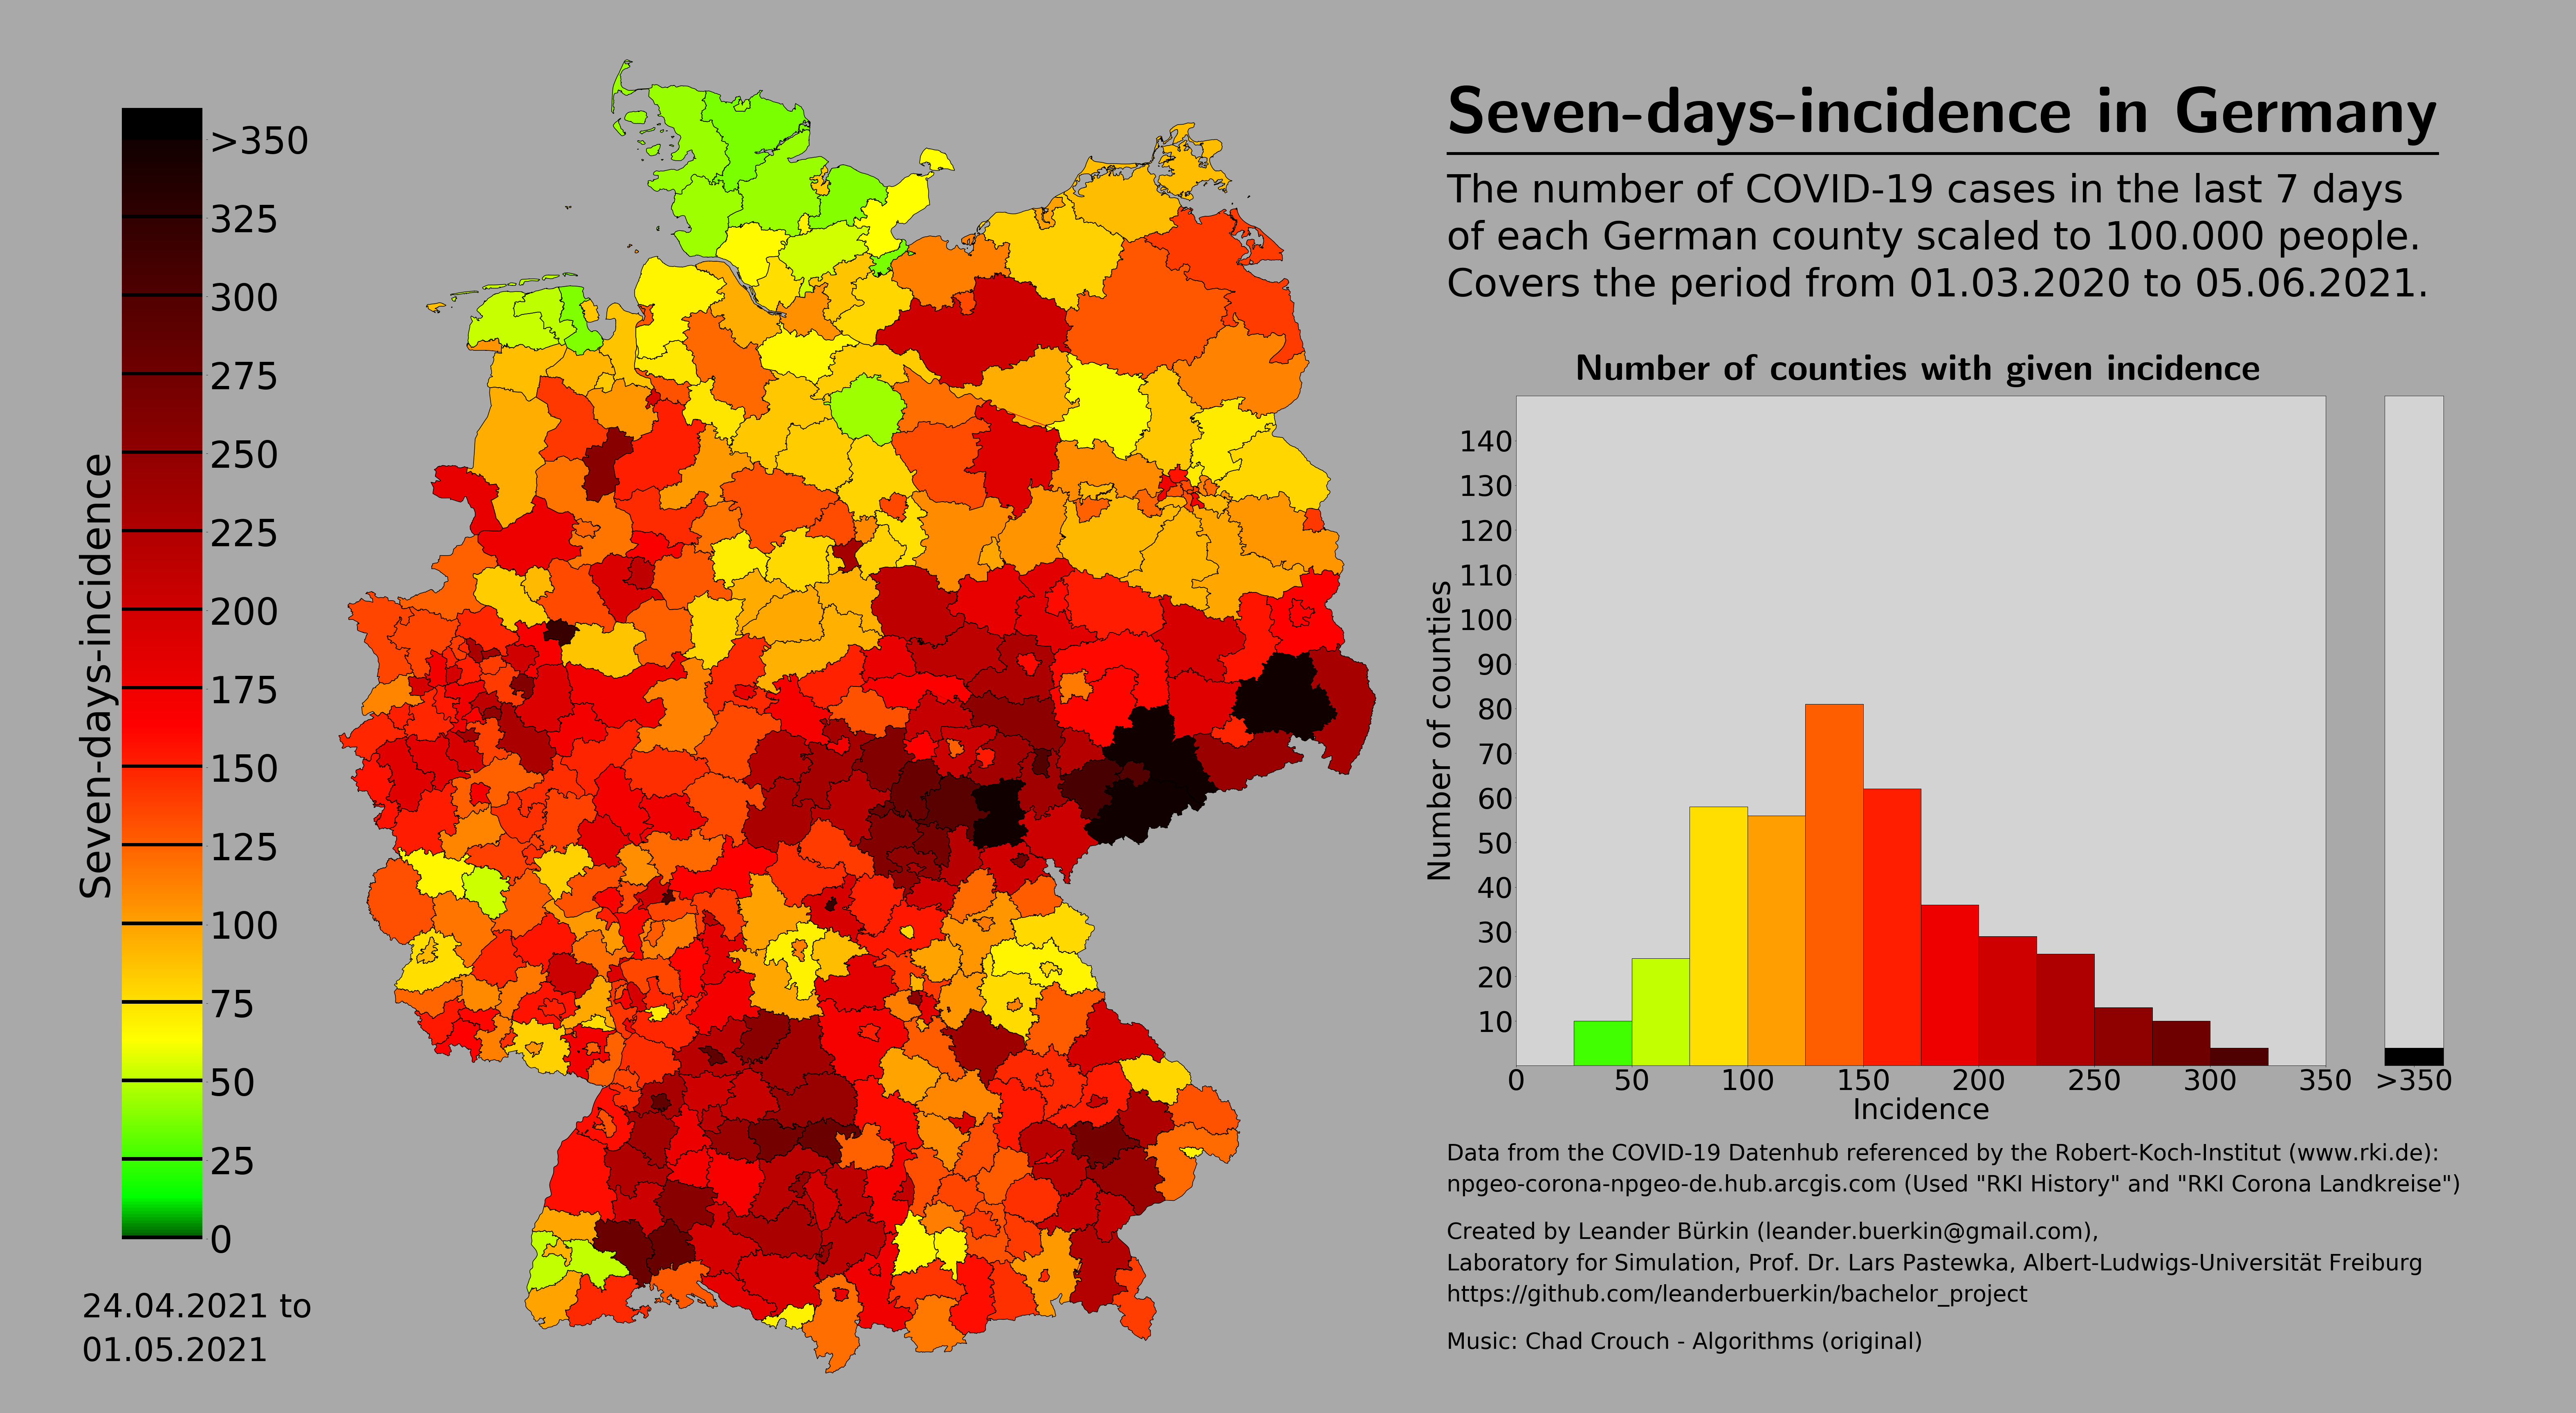 Seven-days-incidence in Germany
The number of COVID-19 cases in the last 7 days
of each German county scaled to 100.000 people.
Covers the period from 01.03.2020 to 05.06.2021.
Seven-days-incidence
>350
325
300
275
250
225
200
175
150
125
100
75
50
25
0
24.04.2021 to
01.05.2021
Number of counties with given incidence
Number of counties
140
130
120
110
100
90
80
70
60
50
40
30
20
10
0 50 100 150 200 250 300 350 >350
Incidence
Data from the COVID-19 Datenhub referenced by the Robert-Koch-Institut (www.rki.de):
npgeo-corona-npgeo-de.hub.arcgis.com (Used "RKI History" and "RKI Corona Landkreise")
Created by Leander Bürkin (leander.buerkin@gmail.com),
Laboratory for Simulation, Prof. Dr. Lars Pastewka, Albert-Ludwigs-Universität Freiburg
https://github.com/leanderbuerkin/bachelor_project
Music: Chad Crouch - Algorithms (original)